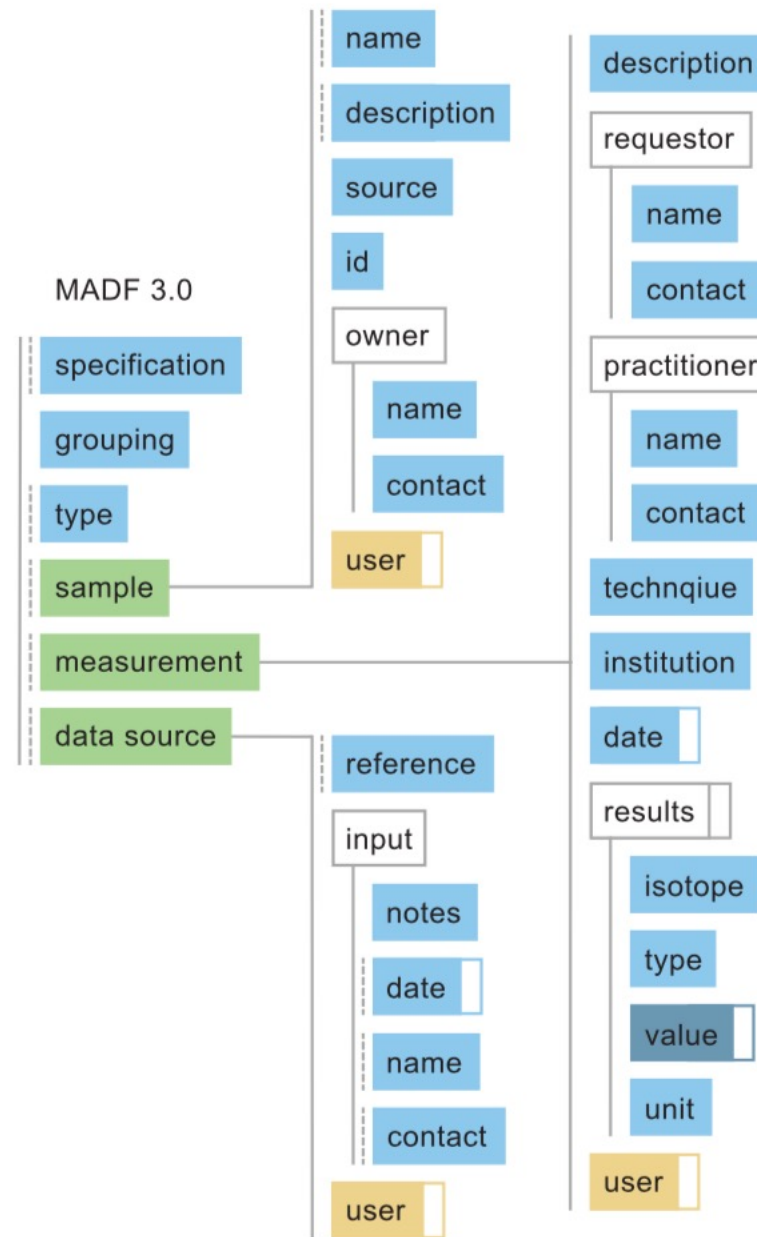 MADF 3.0
specification
grouping
type
sample
measurement
data source
name
description
source
id
owner
name
contact
user
reference
input
notes
date
name
contact
user
description
requestor
name
contact
practitioner
name
contact
technqiue
institution
date
results
isotope
type
value
unit
user